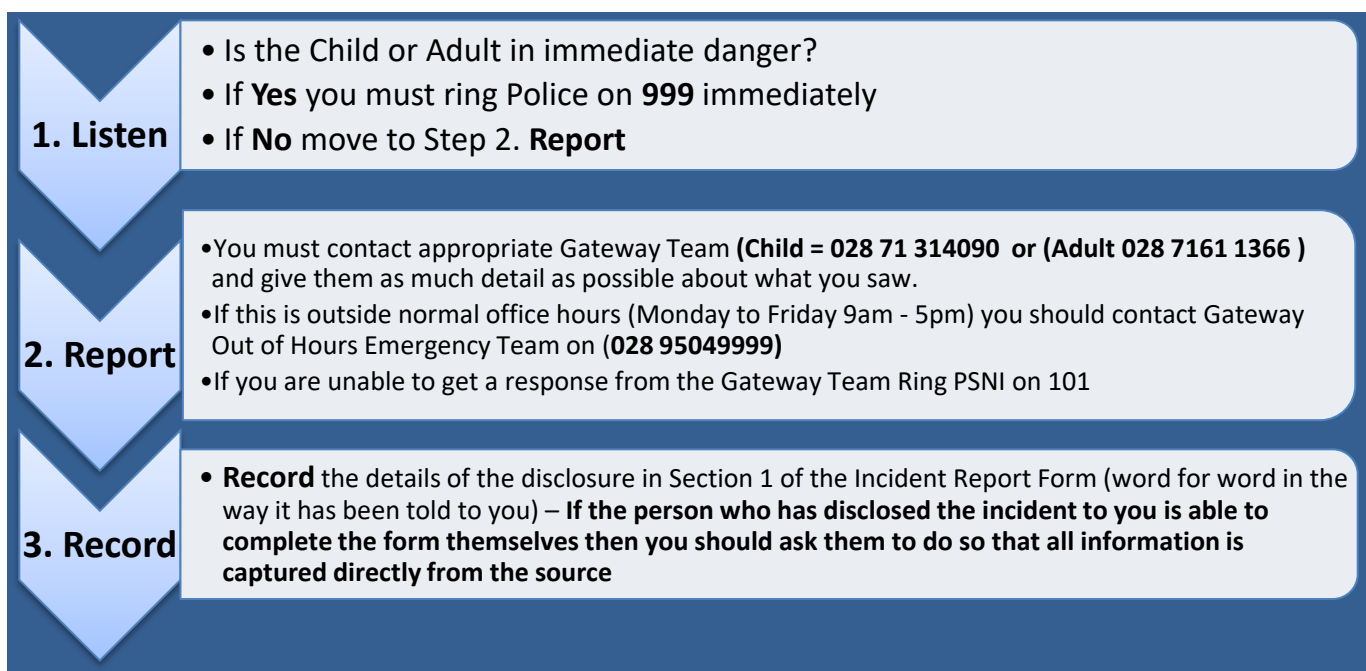 1. Listen
• Is the Child or Adult in immediate danger?
• If Yes you must ring Police on 999 immediately
• If No move to Step 2. Report
2. Report
•You must contact appropriate Gateway Team (Child = 028 71 314090 or (Adult 028 7161 1366 )
and give them as much detail as possible about what you saw.
•If this is outside normal office hours (Monday to Friday 9am - 5pm) you should contact Gateway
Out of Hours Emergency Team on (028 95049999)
•If you are unable to get a response from the Gateway Team Ring PSNI on 101
3. Record
• Record the details of the disclosure in Section 1 of the Incident Report Form (word for word in the
way it has been told to you) – If the person who has disclosed the incident to you is able to
complete the form themselves then you should ask them to do so that all information is
captured directly from the source